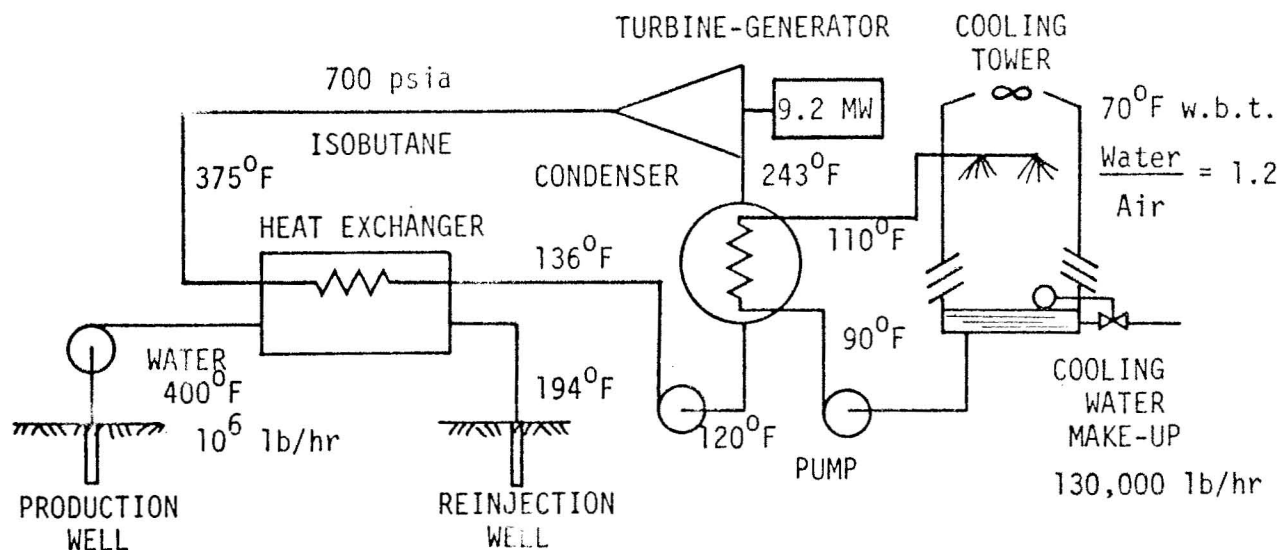 TURBINE-GENERATOR
COOLING
TOWER
700 psia
9.2 MW
70°F w.b.t.
ISOBUTANE
Water
Air
= 1.2
375°F
CONDENSER
243°F
HEAT EXCHANGER
136°F
110°F
WATER
400°F
10⁶ lb/hr
194°F
90°F
120°F
PUMP
COOLING
WATER
MAKE-UP
130,000 lb/hr
PRODUCTION
WELL
REINJECTION
WELL